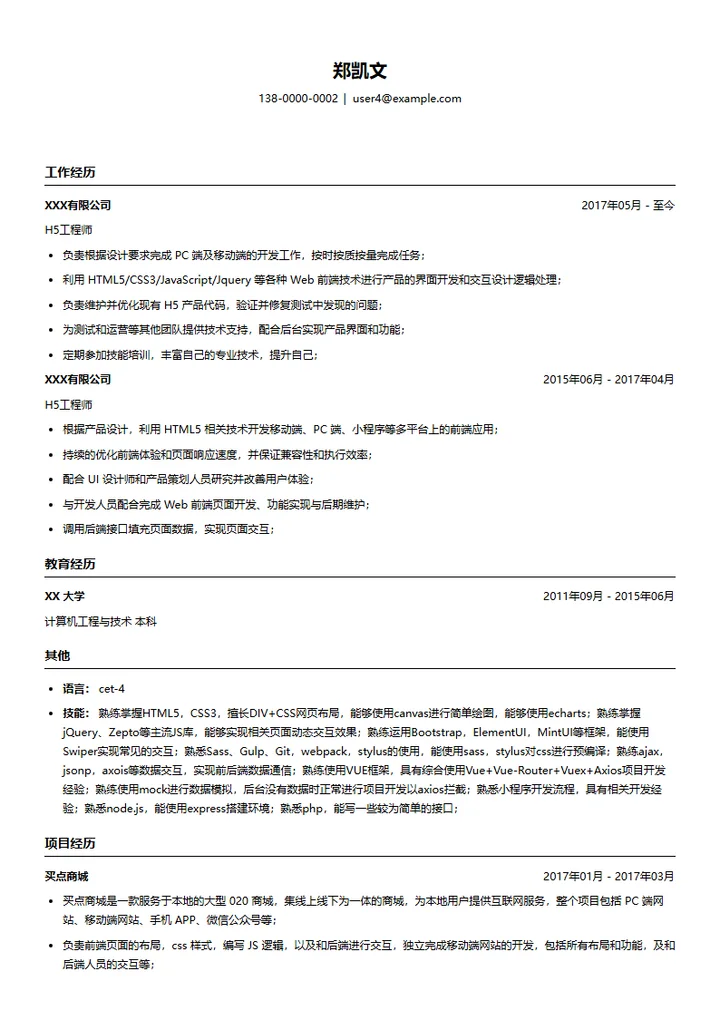 郑凯文
138-0000-0002 | user4@example.com
工作经历
XXX有限公司 2017年05月 - 至今
H5工程师
• 负责根据设计要求完成 PC 端及移动端的开发工作，按时按质按量完成任务；
• 利用 HTML5/CSS3/JavaScript/Jquery 等各种 Web 前端技术进行产品的界面开发和交互设计逻辑处理；
• 负责维护并优化现有 H5 产品代码，验证并修复测试中发现的问题；
• 为测试和运营等其他团队提供技术支持，配合后台实现产品界面和功能；
• 定期参加技能培训，丰富自己的专业技术，提升自己；
XXX有限公司 2015年06月 - 2017年04月
H5工程师
• 根据产品设计，利用 HTML5 相关技术开发移动端、PC 端、小程序等多平台上的前端应用；
• 持续的优化前端体验和页面响应速度，并保证兼容性和执行效率；
• 配合 UI 设计师和产品策划人员研究并改善用户体验；
• 与开发人员配合完成 Web 前端页面开发、功能实现与后期维护；
• 调用后端接口填充页面数据，实现页面交互；
教育经历
XX 大学 2011年09月 - 2015年06月
计算机工程与技术 本科
其他
• 语言： cet-4
• 技能： 熟练掌握HTML5，CSS3，擅长DIV+CSS网页布局，能够使用canvas进行简单绘图，能够使用echarts；熟练掌握
jQuery、Zepto等主流JS库，能够实现相关页面动态交互效果；熟练运用Bootstrap，ElementUI，MintUI等框架，能使用
Swiper实现常见的交互；熟悉Sass、Gulp、Git，webpack，stylus的使用，能使用sass，stylus对css进行预编译；熟练ajax，
jsonp，axois等数据交互，实现前后端数据通信；熟练使用VUE框架，具有综合使用Vue+Vue-Router+Vuex+Axios项目开发
经验；熟练使用mock进行数据模拟，后台没有数据时正常进行项目开发以axios拦截；熟悉小程序开发流程，具有相关开发经
验；熟悉node.js，能使用express搭建环境；熟悉php，能写一些较为简单的接口；
项目经历
买点商城 2017年01月 - 2017年03月
• 买点商城是一款服务于本地的大型 020 商城，集线上线下为一体的商城，为本地用户提供互联网服务，整个项目包括 PC 端网
站、移动端网站、手机 APP、微信公众号等；
• 负责前端页面的布局，css 样式，编写 JS 逻辑，以及和后端进行交互，独立完成移动端网站的开发，包括所有布局和功能，及和
后端人员的交互等；